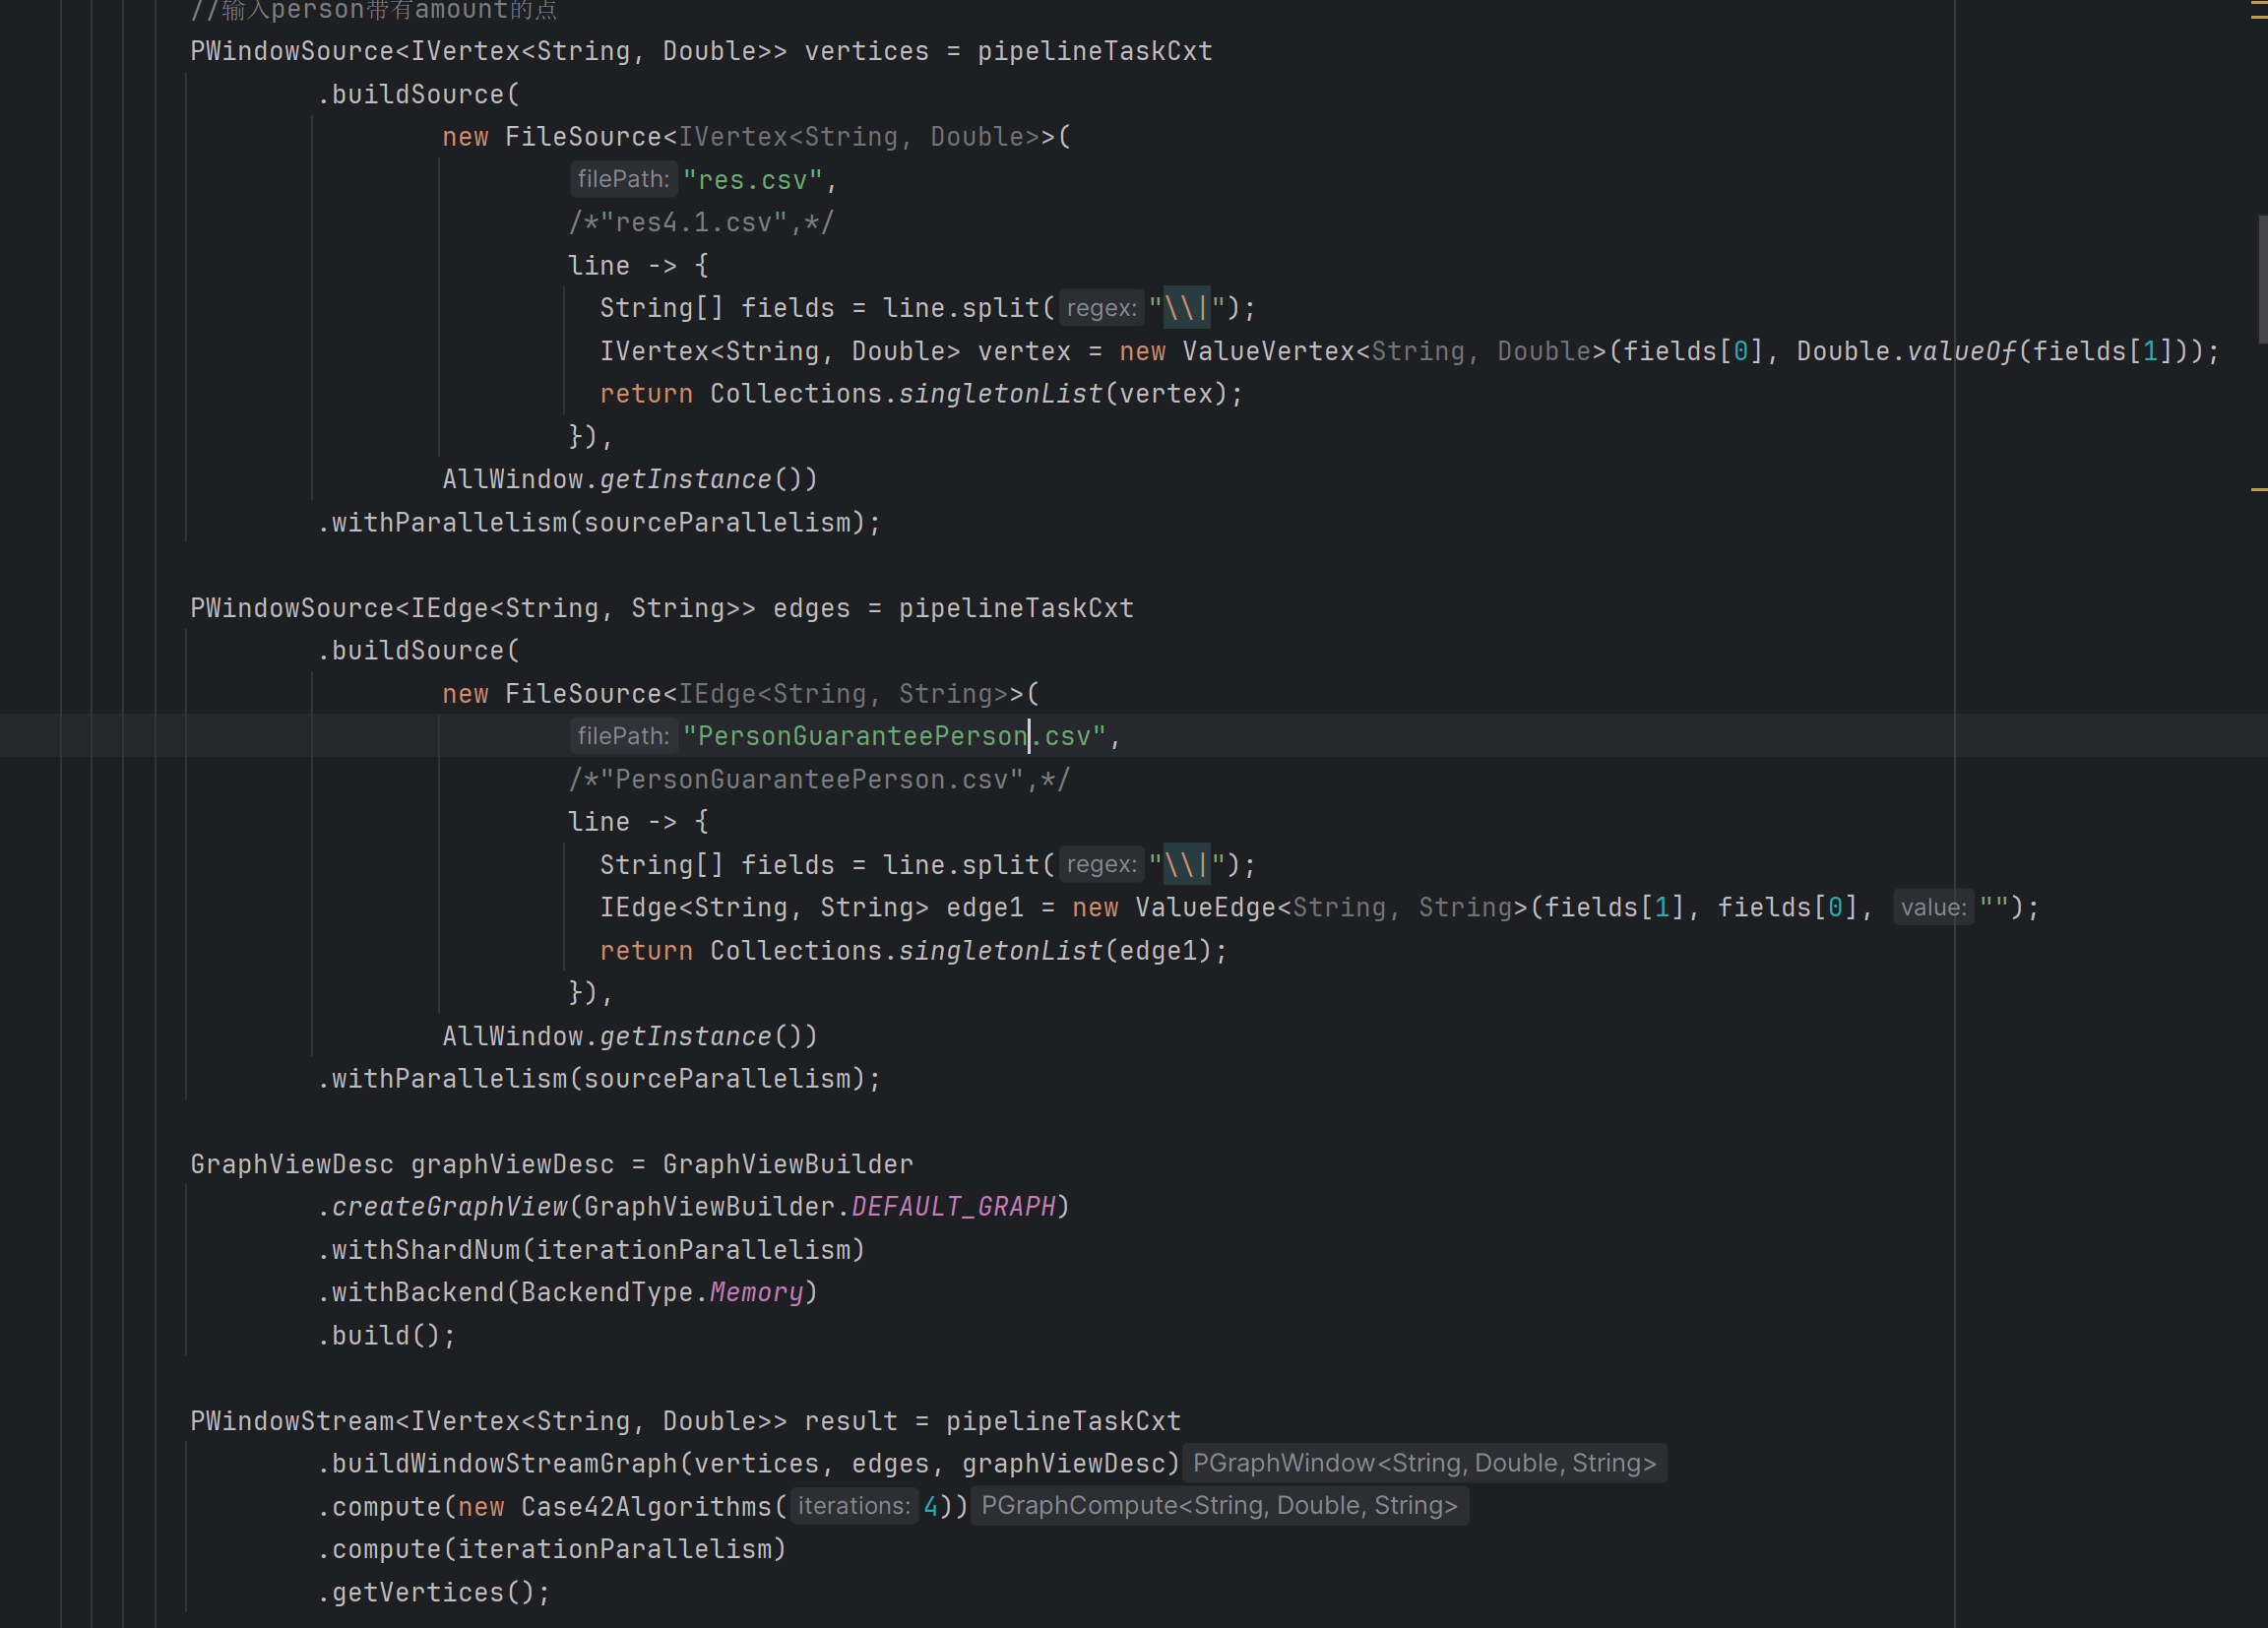 //输入person带有amount的点
PWindowSource<IVertex<String, Double>> vertices = pipelineTaskCxt
.buildSource(
new FileSource<IVertex<String, Double>>(
filePath: "res.csv",
/*"res4.1.csv",*/
line -> {
String[] fields = line.split( regex: "\\|");
IVertex<String, Double> vertex = new ValueVertex<String, Double>(fields[0], Double.valueOf(fields[1]));
return Collections.singletonList(vertex);
}),
AllWindow.getInstance())
.withParallelism(sourceParallelism);
PWindowSource<IEdge<String, String>> edges = pipelineTaskCxt
.buildSource(
new FileSource<IEdge<String, String>>(
filePath: "PersonGuaranteePerson.csv",
/*"PersonGuaranteePerson.csv",*/
line -> {
String[] fields = line.split( regex: "\\|");
IEdge<String, String> edge1 = new ValueEdge<String, String>(fields[1], fields[0], value: "");
return Collections.singletonList(edge1);
}),
AllWindow.getInstance())
.withParallelism(sourceParallelism);
GraphViewDesc graphViewDesc = GraphViewBuilder
.createGraphView(GraphViewBuilder.DEFAULT_GRAPH)
.withShardNum(iterationParallelism)
.withBackend(BackendType.Memory)
.build();
PWindowStream<IVertex<String, Double>> result = pipelineTaskCxt
.buildWindowStreamGraph(vertices, edges, graphViewDesc) PGraphWindow<String, Double, String>
.compute(new Case42Algorithms( iterations: 4)) PGraphCompute<String, Double, String>
.compute(iterationParallelism)
.getVertices();